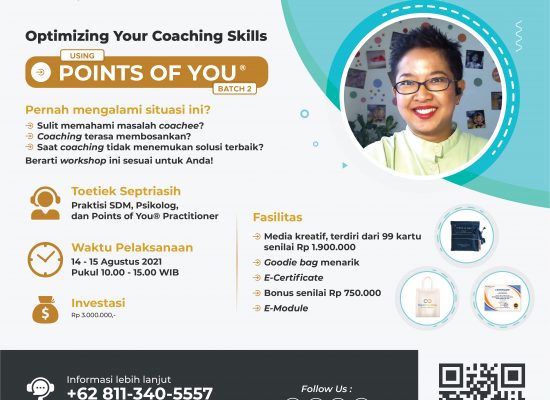 Optimizing Your Coaching Skills
USING
POINTS OF YOU®
BATCH 2
Pernah mengalami situasi ini?
Sulit memahami masalah coachee?
Coaching terasa membosankan?
Saat coaching tidak menemukan solusi terbaik?
Berarti workshop ini sesuai untuk Anda!
Toetiek Septriasih
Praktisi SDM, Psikolog,
dan Points of You® Practitioner
Waktu Pelaksanaan
14 - 15 Agustus 2021
Pukul 10.00 - 15.00 WIB
Investasi
Rp 3.000.000,-
Fasilitas
Media kreatif, terdiri dari 99 kartu
senilai Rp 1.900.000
Goodie bag menarik
E-Certificate
Bonus senilai Rp 750.000
E-Module
Informasi lebih lanjut
+62 811-340-5557
Follow Us :